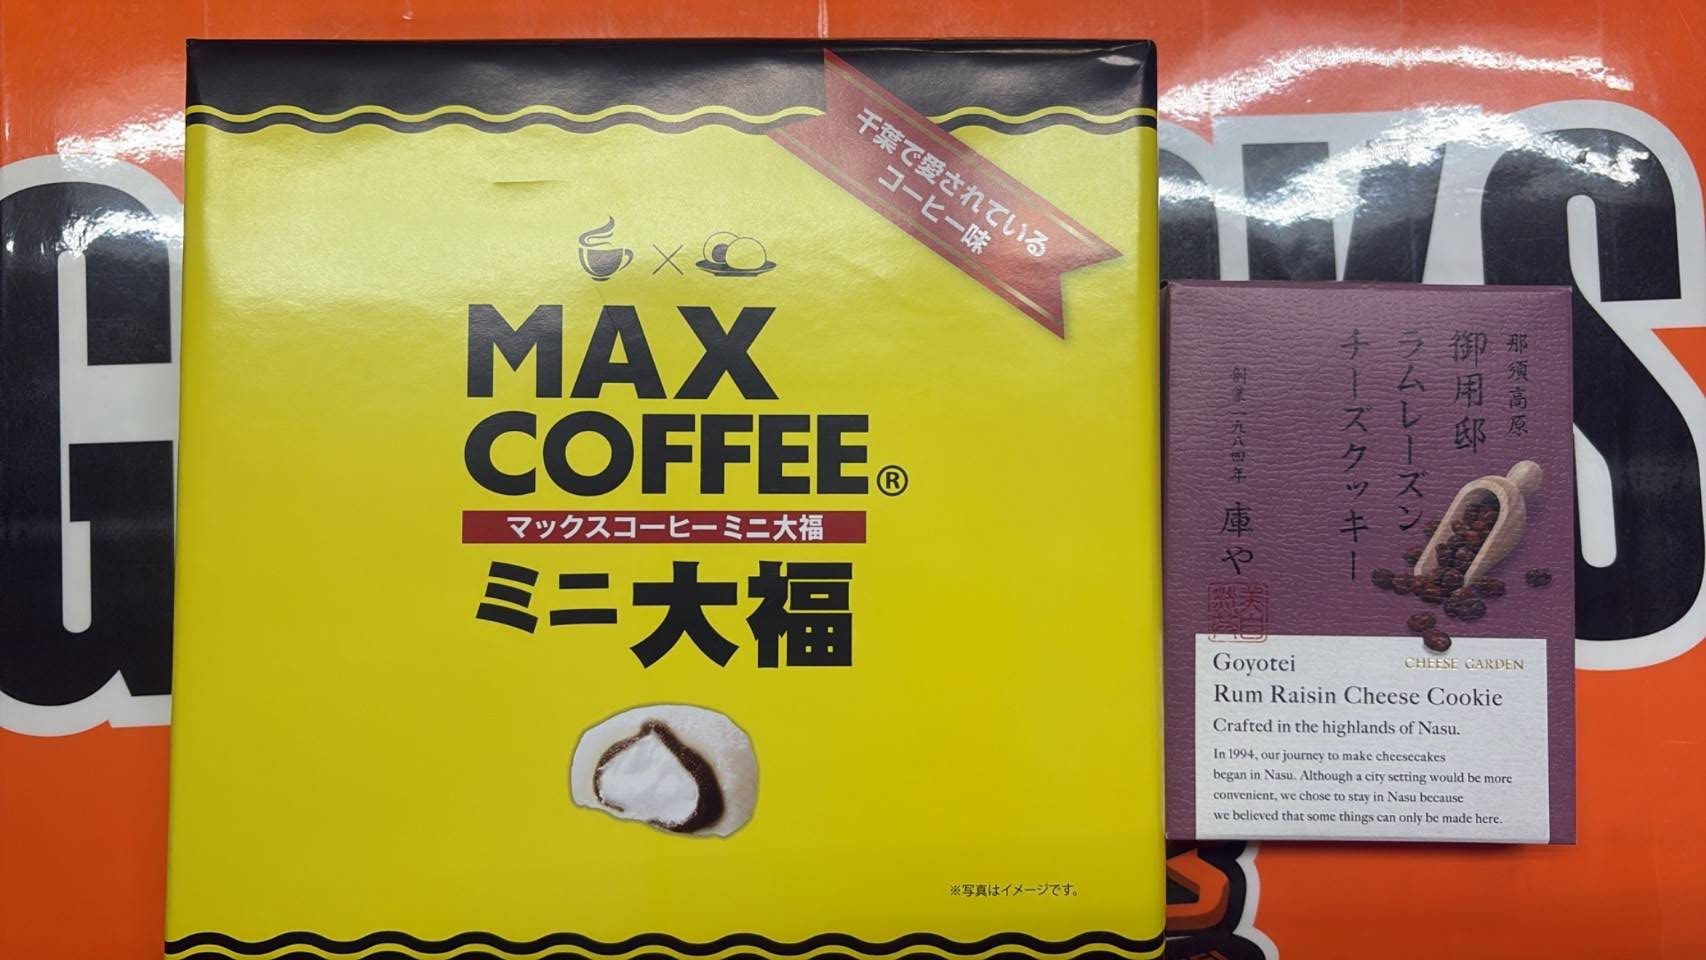 千葉で愛されている
コーヒー味
MAX
COFFEE®
マックスコーヒーミニ大福
ミニ大福
※写真はイメージです。
那須高原
御用邸
ラムレーズン
チーズクッキー
創業一九八四年
庫や
Goyotei
CHEESE GARDEN
Rum Raisin Cheese Cookie
Crafted in the highlands of Nasu.
In 1994, our journey to make cheesecakes
began in Nasu. Although a city setting would be more
convenient, we chose to stay in Nasu because
we believed that some things can only be made here.